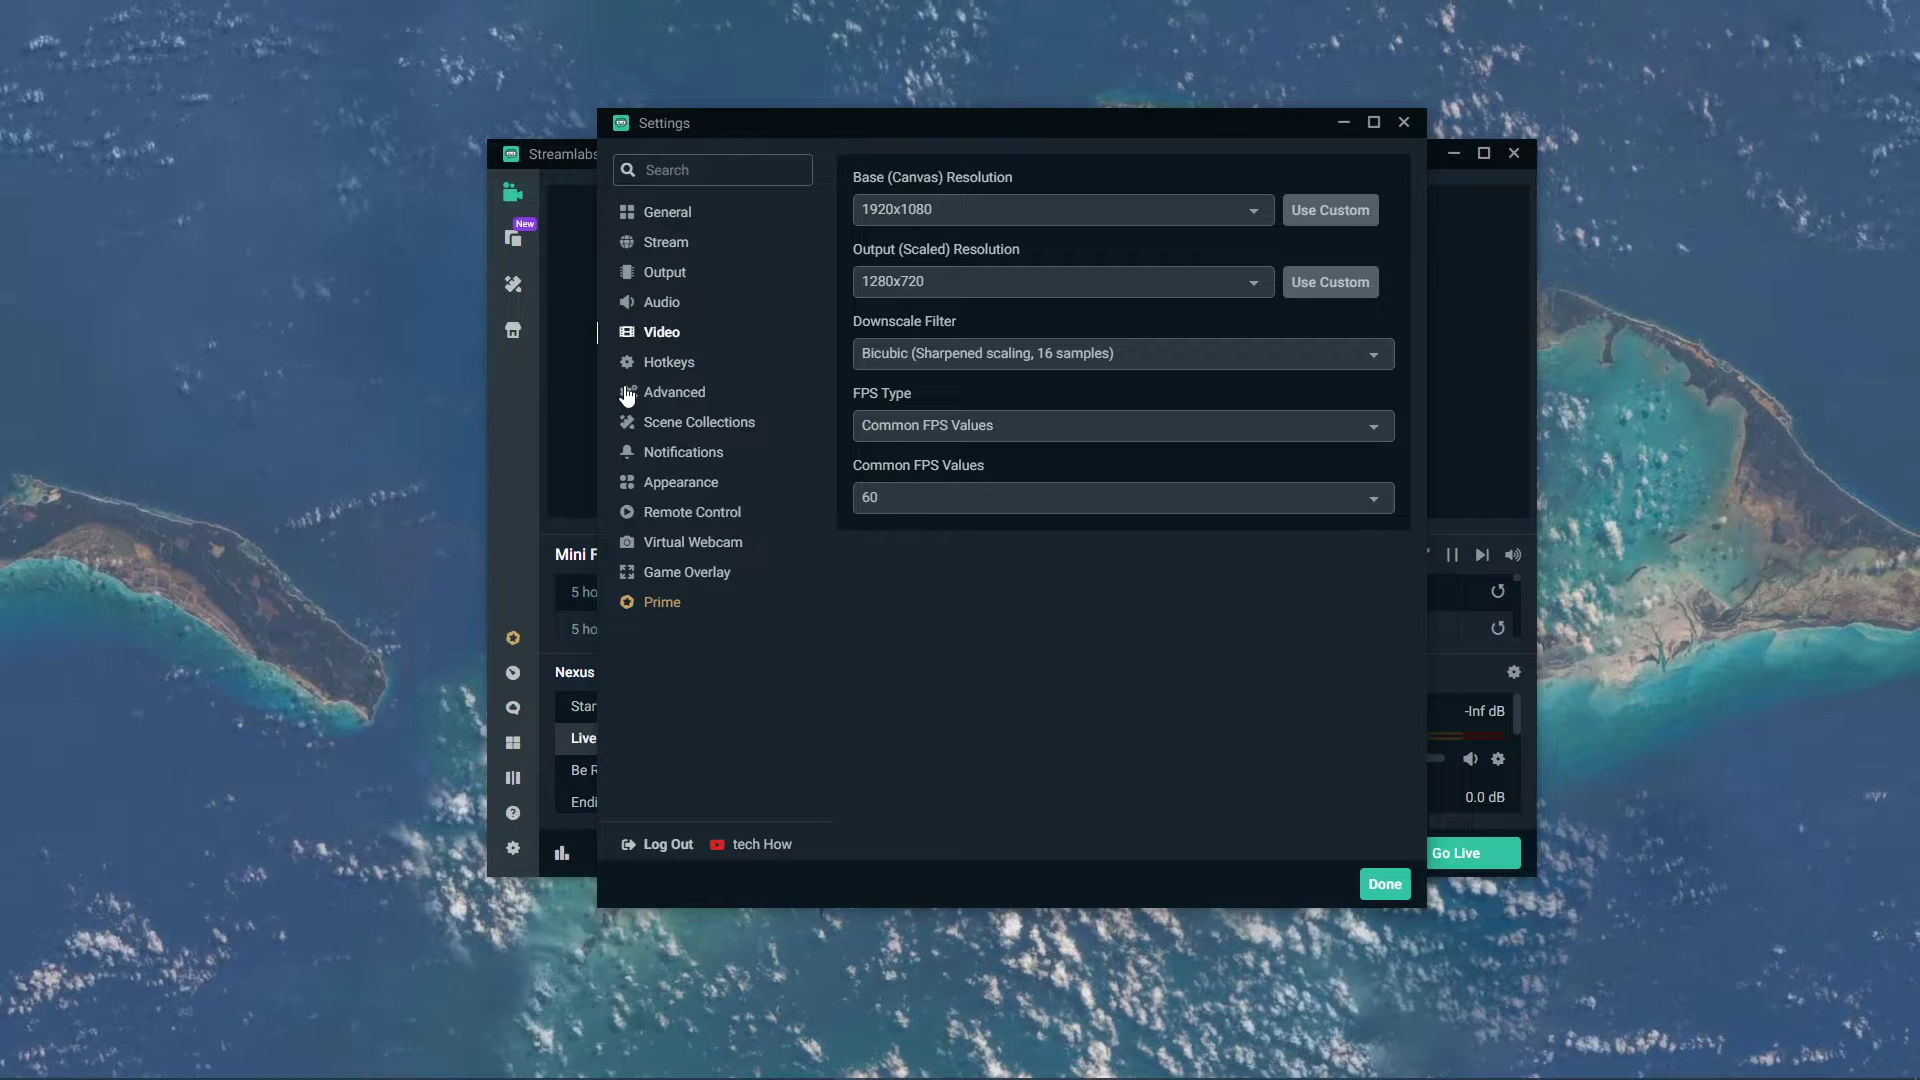 Settings
Streamlabs
Search
General
Stream
Output
Audio
Video
Hotkeys
Advanced
Scene Collections
Notifications
Appearance
Remote Control
Virtual Webcam
Game Overlay
Prime
Log Out
tech How
Base (Canvas) Resolution
1920x1080
Use Custom
Output (Scaled) Resolution
1280x720
Use Custom
Downscale Filter
Bicubic (Sharpened scaling, 16 samples)
FPS Type
Common FPS Values
Common FPS Values
60
Done
New
Mini F
5 ho
5 ho
Nexus
Star
Live
Be R
Endi
-Inf dB
0.0 dB
Go Live